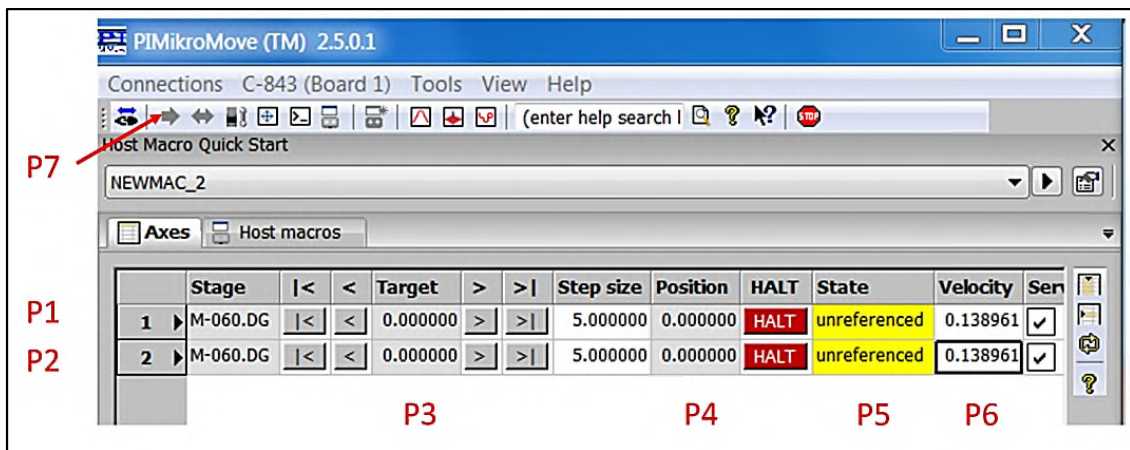 PIMikroMove (TM) 2.5.0.1
Connections C-843 (Board 1) Tools View Help
(enter help search l
STOP
P7
Host Macro Quick Start
NEWMAC_2
Axes Host macros
Stage |< < Target > >| Step size Position HALT State Velocity Serv
P1 1 M-060.DG |< < 0.000000 > >| 5.000000 0.000000 HALT unreferenced 0.138961
P2 2 M-060.DG |< < 0.000000 > >| 5.000000 0.000000 HALT unreferenced 0.138961
P3 P4 P5 P6